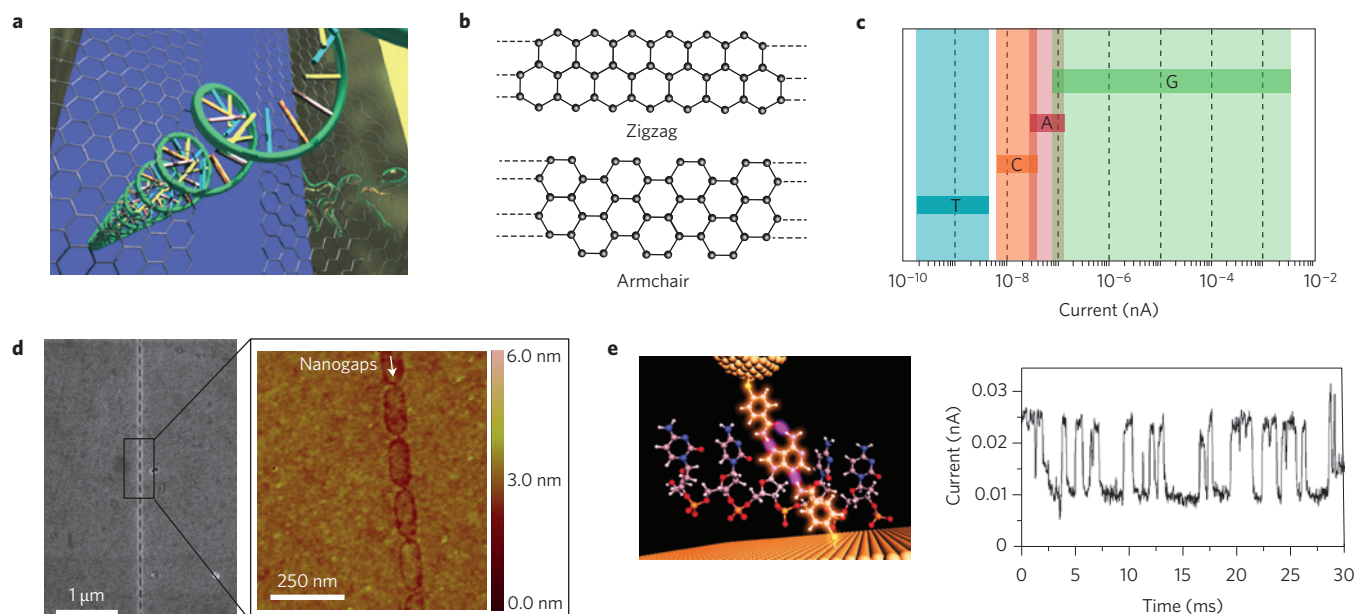 a
b
Zigzag
Armchair
c
G
A
C
T
10⁻¹⁰
10⁻⁸
10⁻⁶
10⁻⁴
10⁻²
Current (nA)
d
1 μm
Nanogaps
250 nm
6.0 nm
3.0 nm
0.0 nm
e
Current (nA)
0.03
0.02
0.01
0
0
5
10
15
20
25
30
Time (ms)